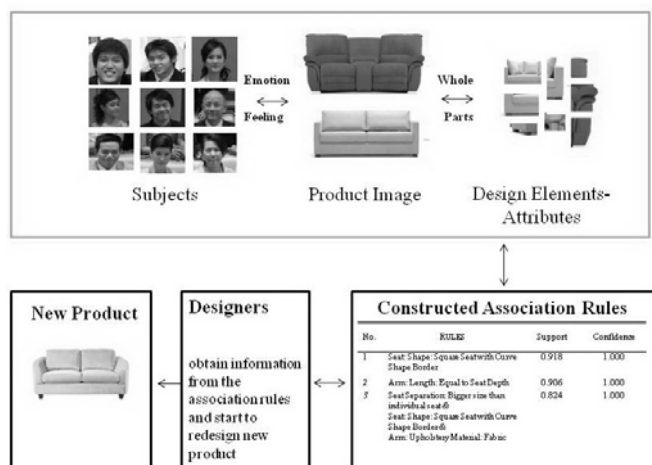 Emotion
Feeling
Whole
Parts
Subjects
Product Image
Design Elements-
Attributes
New Product
Designers
obtain information
from the
association rules
and start to
redesign new
product
Constructed Association Rules
No. RULES Support Confidence
1 Seat: Shape: Square Seat with Curve 0.918 1.000
Shape Border
2 Arm: Length: Equal to Seat Depth 0.906 1.000
3 Seat Separation: Bigger size than 0.824 1.000
individual seat &
Seat: Shape: Square Seat with Curve
Shape Border &
Arm: Upholstery Material: Fabric